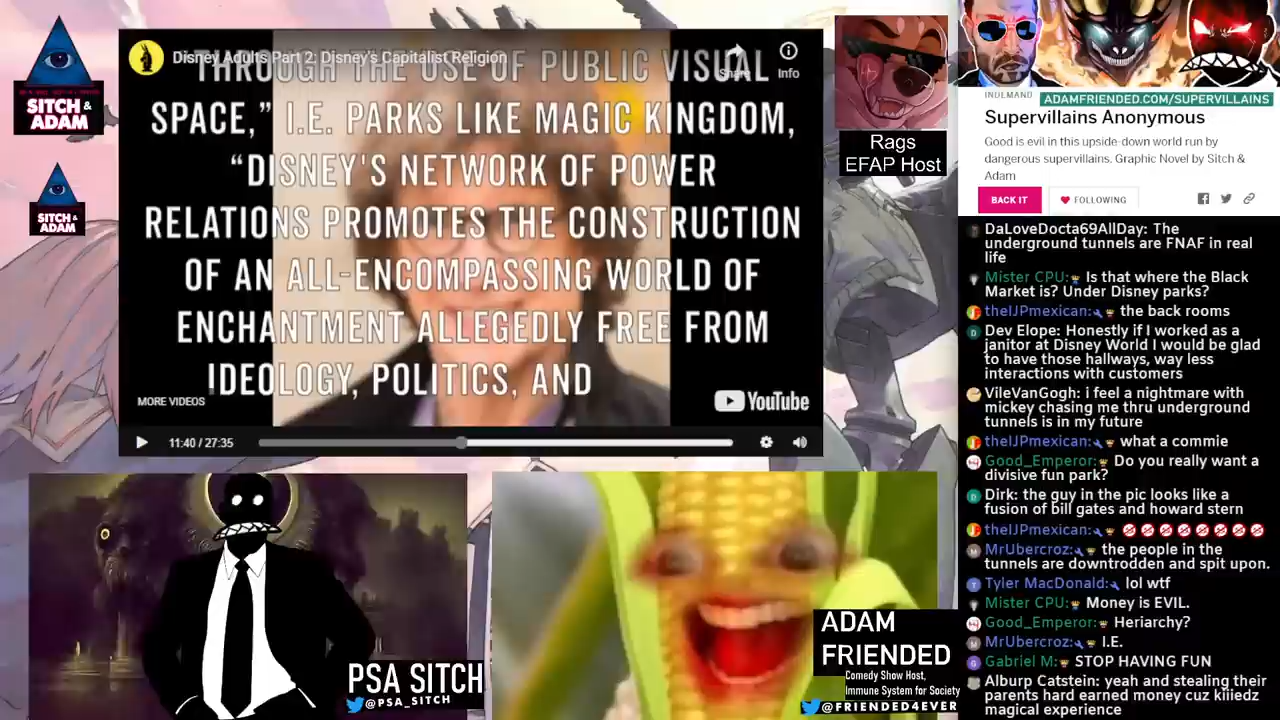 Disney Adults Part 2: Disney's Capitalist Religion
Share
Info
THROUGH THE USE OF PUBLIC VISUAL
SPACE,” I.E. PARKS LIKE MAGIC KINGDOM,
“DISNEY'S NETWORK OF POWER
RELATIONS PROMOTES THE CONSTRUCTION
OF AN ALL-ENCOMPASSING WORLD OF
ENCHANTMENT ALLEGEDLY FREE FROM
IDEOLOGY, POLITICS, AND
MORE VIDEOS
YouTube
11:40 / 27:35
SITCH &
ADAM
SITCH &
ADAM
Rags
EFAP Host
INDEMAND
ADAMFRIENDED.COM/SUPERVILLAINS
Supervillains Anonymous
Good is evil in this upside-down world run by
dangerous supervillains. Graphic Novel by Sitch &
Adam
BACK IT
FOLLOWING
DaLoveDocta69AllDay: The
underground tunnels are FNAF in real
life
Mister CPU: Is that where the Black
Market is? Under Disney parks?
theIJPmexican: the back rooms
Dev Elope: Honestly if I worked as a
janitor at Disney World I would be glad
to have those hallways, way less
interactions with customers
VileVanGogh: i feel a nightmare with
mickey chasing me thru underground
tunnels is in my future
theIJPmexican: what a commie
Good_Emperor: Do you really want a
divisive fun park?
Dirk: the guy in the pic looks like a
fusion of bill gates and howard stern
theIJPmexican:
MrUbercroz: the people in the
tunnels are downtrodden and spit upon.
Tyler MacDonald: lol wtf
Mister CPU: Money is EVIL.
Good_Emperor: Heriarchy?
MrUbercroz: I.E.
Gabriel M: STOP HAVING FUN
Alburp Catstein: yeah and stealing their
parents hard earned money cuz kiiiedz
magical experience
PSA SITCH
@PSA_SITCH
ADAM
FRIENDED
Comedy Show Host,
Immune System for Society
@FRIENDED4EVER